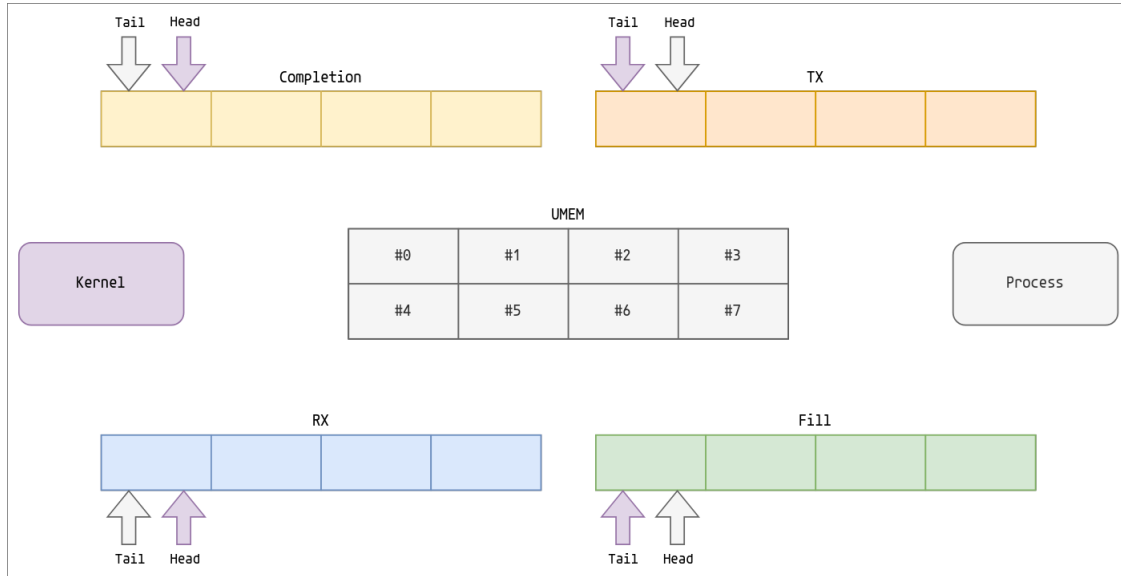 Tail Head
Tail Head
Completion
TX
UMEM
#0 #1 #2 #3
Kernel
Process
#4 #5 #6 #7
RX
Fill
Tail Head
Tail Head